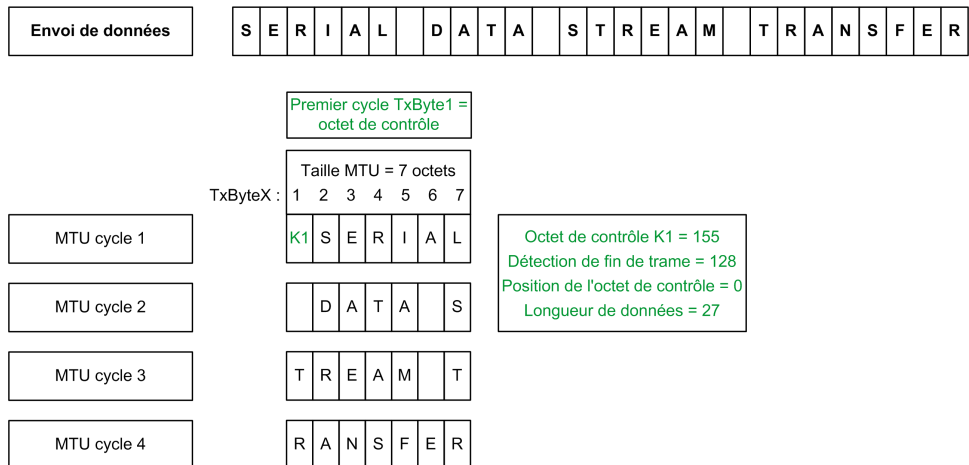 Envoi de données S E R I A L D A T A S T R E A M T R A N S F E R
Premier cycle TxByte1 =
octet de contrôle
Taille MTU = 7 octets
TxByteX : 1 2 3 4 5 6 7
MTU cycle 1 K1 S E R I A L
Octet de contrôle K1 = 155
Détection de fin de trame = 128
Position de l'octet de contrôle = 0
Longueur de données = 27
MTU cycle 2 D A T A S
MTU cycle 3 T R E A M T
MTU cycle 4 R A N S F E R